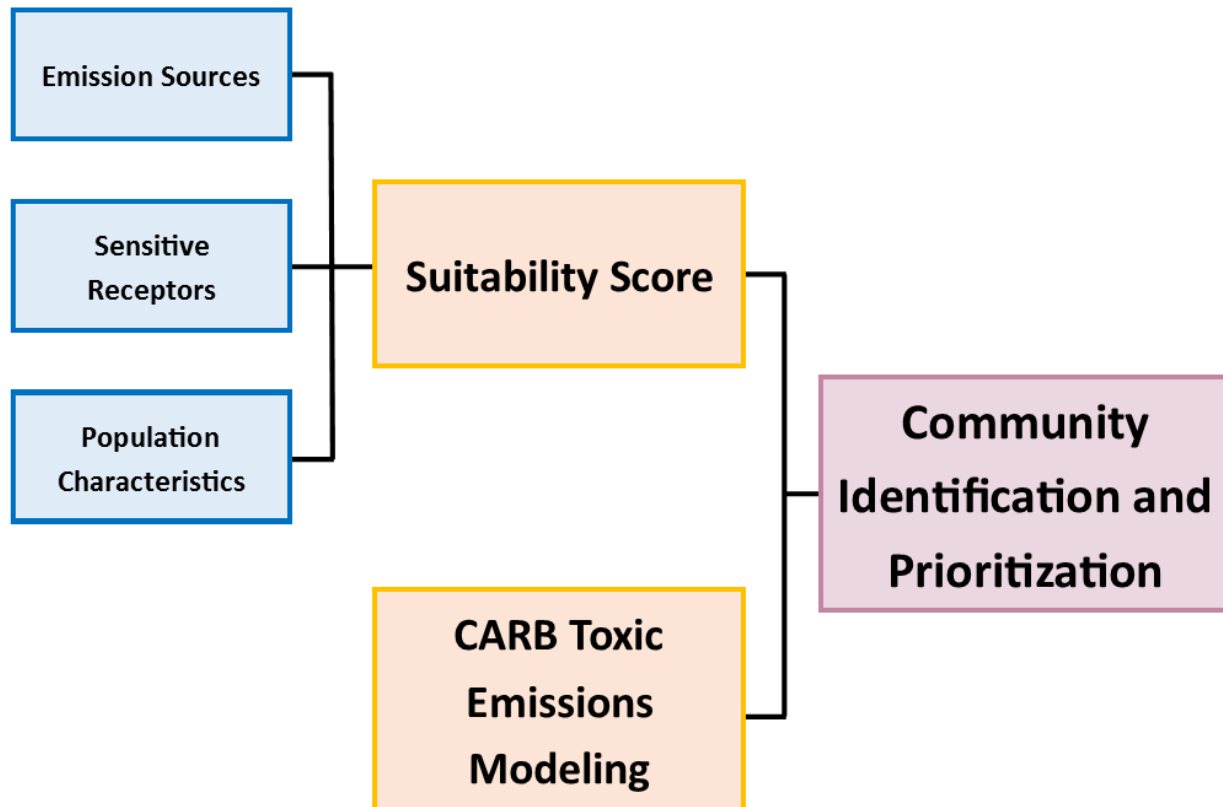 Emission Sources
Sensitive
Receptors
Population
Characteristics
Suitability Score
CARB Toxic
Emissions
Modeling
Community
Identification and
Prioritization